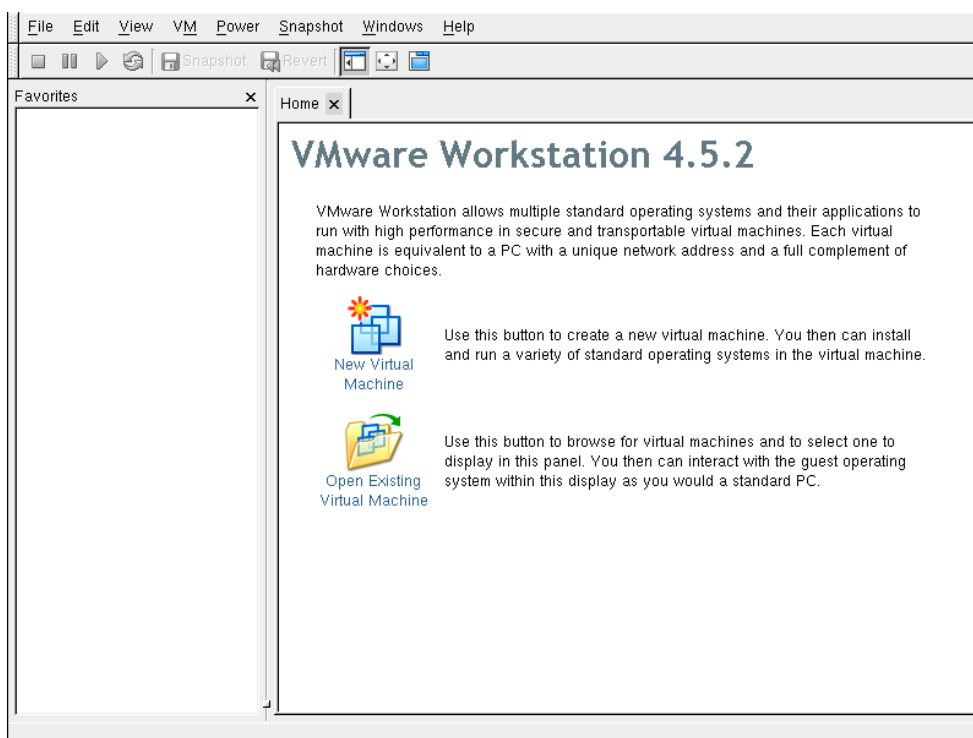 File Edit View VM Power Snapshot Windows Help
Snapshot Revert
Favorites
Home
VMware Workstation 4.5.2
VMware Workstation allows multiple standard operating systems and their applications to
run with high performance in secure and transportable virtual machines. Each virtual
machine is equivalent to a PC with a unique network address and a full complement of
hardware choices.
New Virtual
Machine
Use this button to create a new virtual machine. You then can install
and run a variety of standard operating systems in the virtual machine.
Open Existing
Virtual Machine
Use this button to browse for virtual machines and to select one to
display in this panel. You then can interact with the guest operating
system within this display as you would a standard PC.